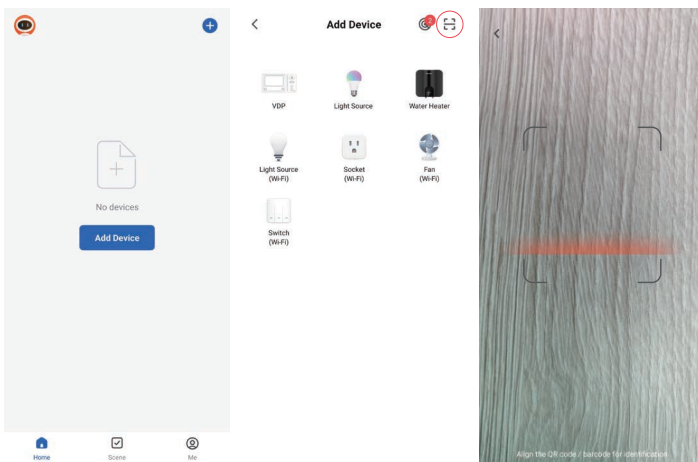 No devices
Add Device
Home
Scene
Me
Add Device
2
VDP
Light Source
Water Heater
Light Source
(Wi-Fi)
Socket
(Wi-Fi)
Fan
(Wi-Fi)
Switch
(Wi-Fi)
Align the QR code / barcode for identification